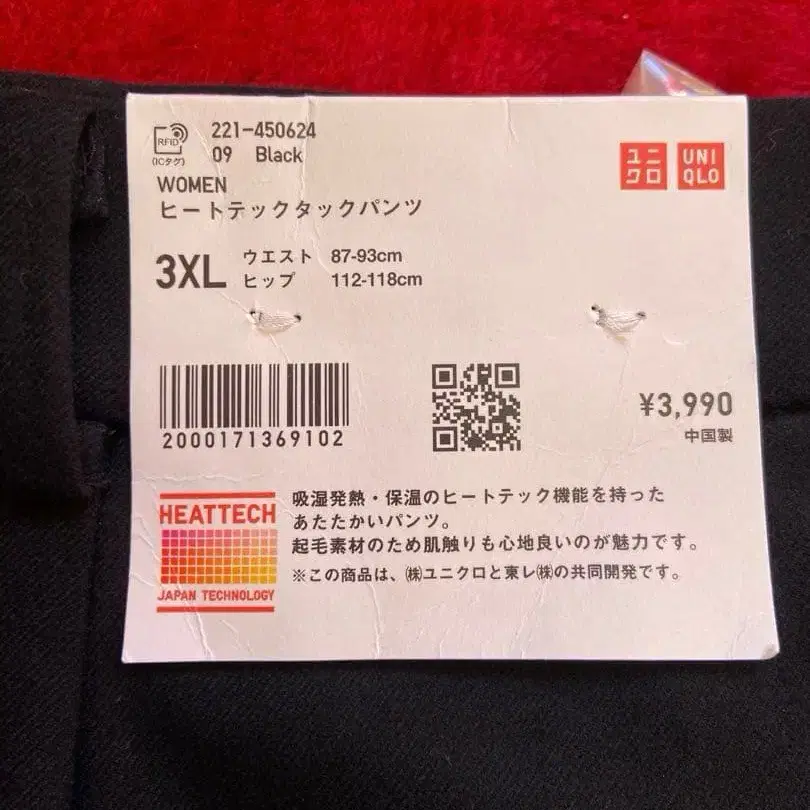 RFID
(ICタグ)
221-450624
09 Black
ユニ
クロ
UNI
QLO
WOMEN
ヒートテックタックパンツ
3XL
ウエスト 87-93cm
ヒップ 112-118cm
2000171369102
¥3,990
中国製
HEATTECH
JAPAN TECHNOLOGY
吸湿発熱・保温のヒートテック機能を持った
あたたかいパンツ。
起毛素材のため肌触りも心地良いのが魅力です。
※この商品は、㈱ユニクロと東レ㈱の共同開発です。